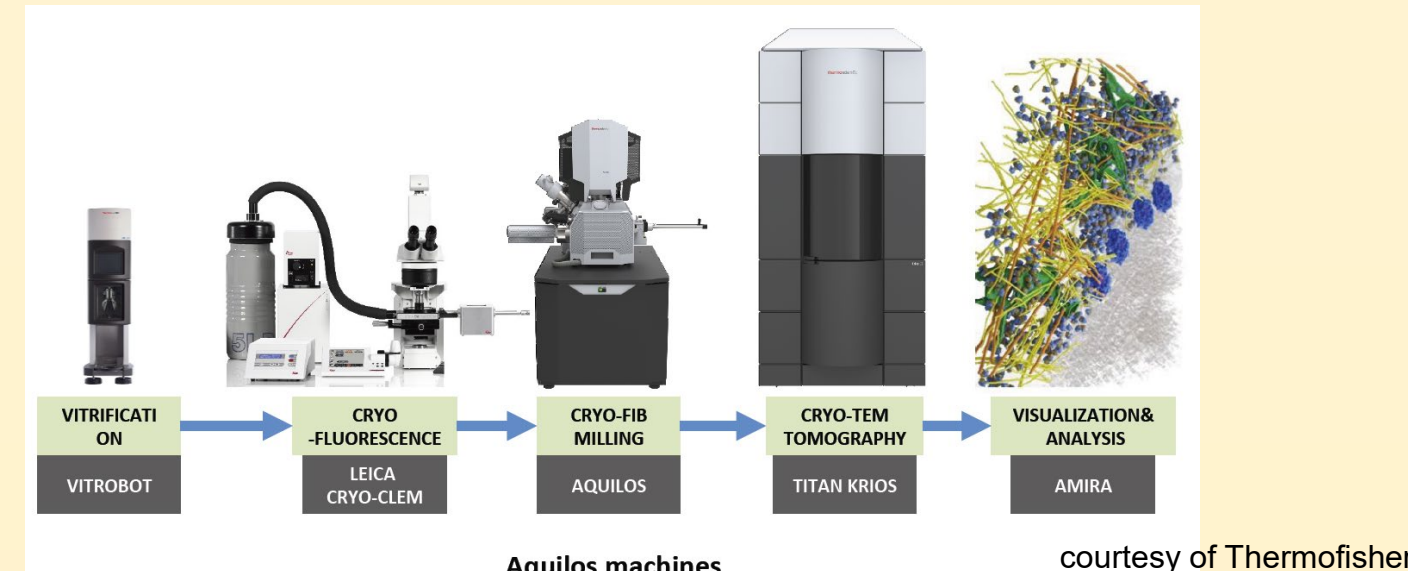 VITRIFICATI
ON
CRYO
-FLUORESCENCE
CRYO-FIB
MILLING
CRYO-TEM
TOMOGRAPHY
VISUALIZATION&
ANALYSIS
VITROBOT
LEICA
CRYO-CLEM
AQUILOS
TITAN KRIOS
AMIRA
Aquilos machines
courtesy of Thermofisher